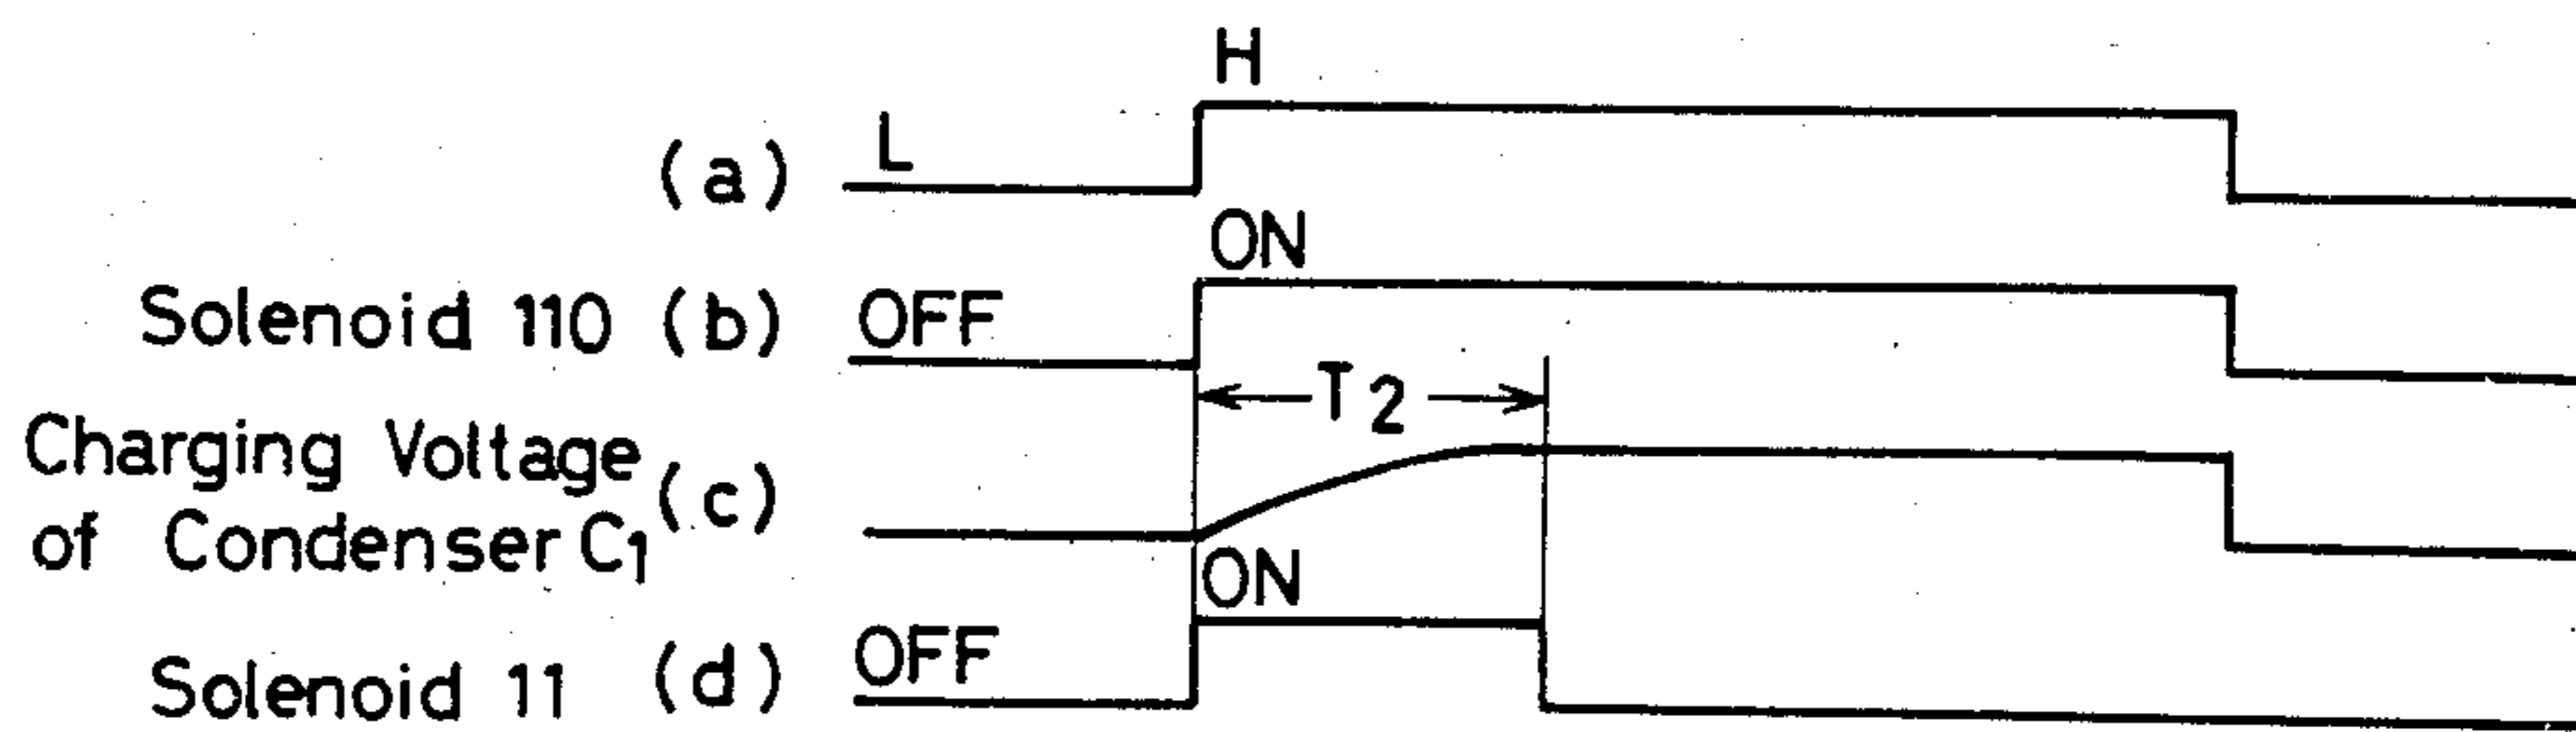 H
L
(a)
ON
Solenoid 110 (b) OFF
T2
Charging Voltage
of Condenser C1 (c)
ON
OFF
Solenoid 11 (d)